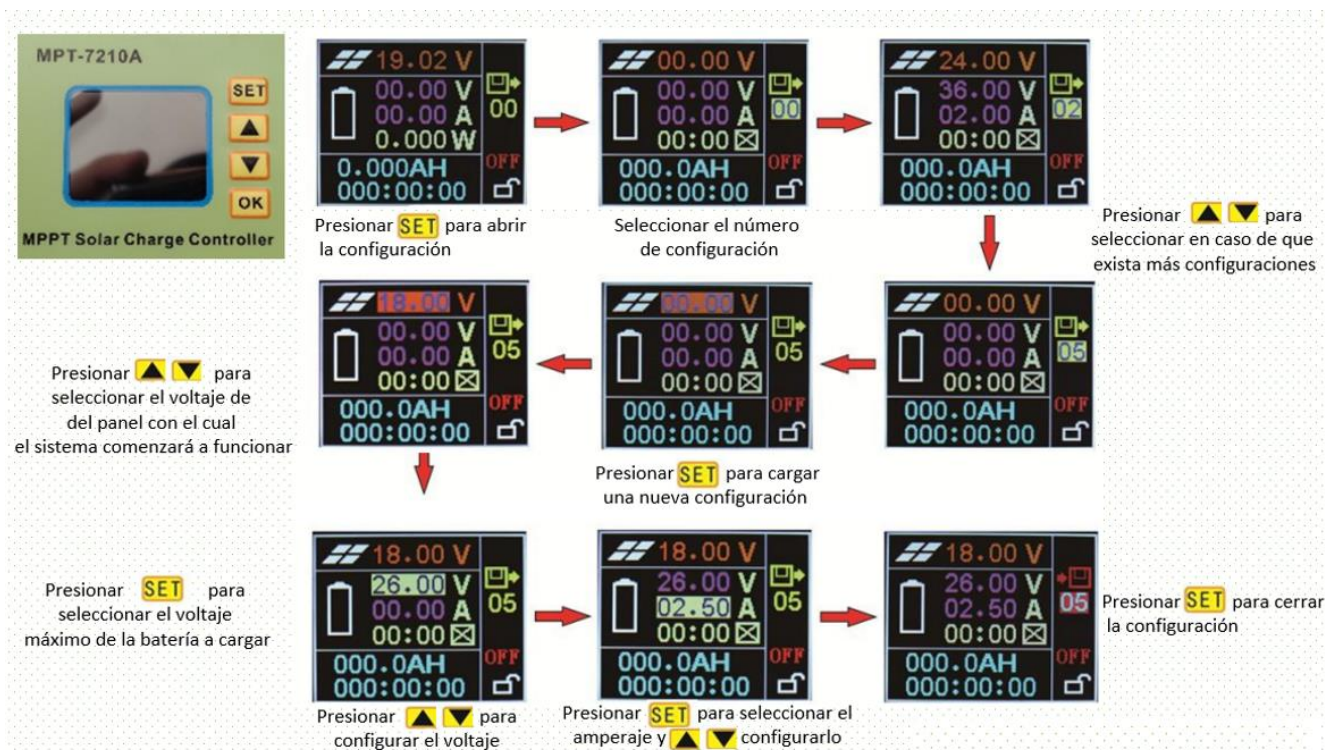 MPT-7210A
SET
OK
MPPT Solar Charge Controller
19.02 V
00.00 V
00.00 A
0.000 W
00
0.000AH
OFF
000:00:00
Presionar SET para abrir
la configuración
00.00 V
00.00 V
00.00 A
00:00
00
000.0AH
OFF
000:00:00
Seleccionar el número
de configuración
24.00 V
36.00 V
02.00 A
00:00
02
000.0AH
OFF
000:00:00
Presionar ▲ ▼ para
seleccionar en caso de que
exista más configuraciones
00.00 V
00.00 V
00.00 A
00:00
05
000.0AH
OFF
000:00:00
00.00 V
00.00 V
00.00 A
00:00
05
000.0AH
OFF
000:00:00
Presionar SET para cargar
una nueva configuración
18.00 V
00.00 V
00.00 A
00:00
05
000.0AH
OFF
000:00:00
Presionar ▲ ▼ para
seleccionar el voltaje de
del panel con el cual
el sistema comenzará a funcionar
Presionar SET para
seleccionar el voltaje
máximo de la batería a cargar
18.00 V
26.00 V
00.00 A
00:00
05
000.0AH
OFF
000:00:00
Presionar ▲ ▼ para
configurar el voltaje
18.00 V
26.00 V
02.50 A
00:00
05
000.0AH
OFF
000:00:00
Presionar SET para seleccionar el
amperaje y ▲ ▼ configurarlo
18.00 V
26.00 V
02.50 A
00:00
05
000.0AH
OFF
000:00:00
Presionar SET para cerrar
la configuración